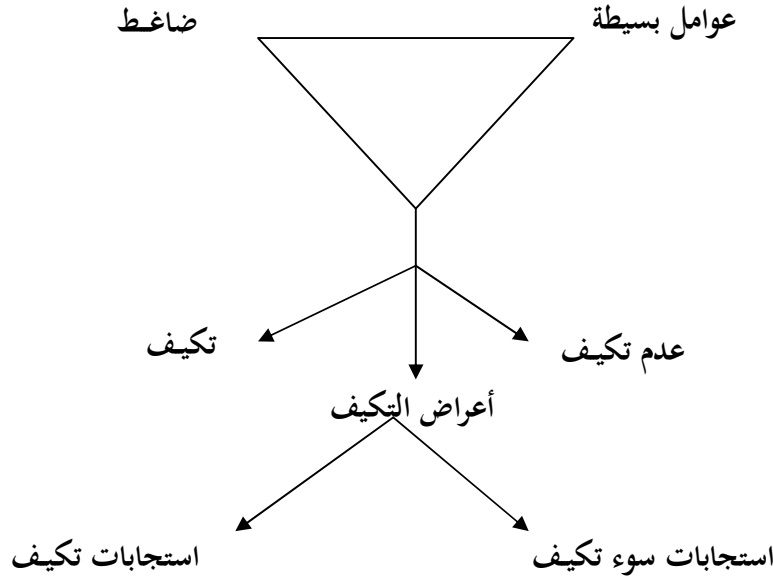 عوامل بسيطة
ضاغط
عدم تكيف
تكيف
أعراض التكيف
استجابات سوء تكيف
استجابات تكيف